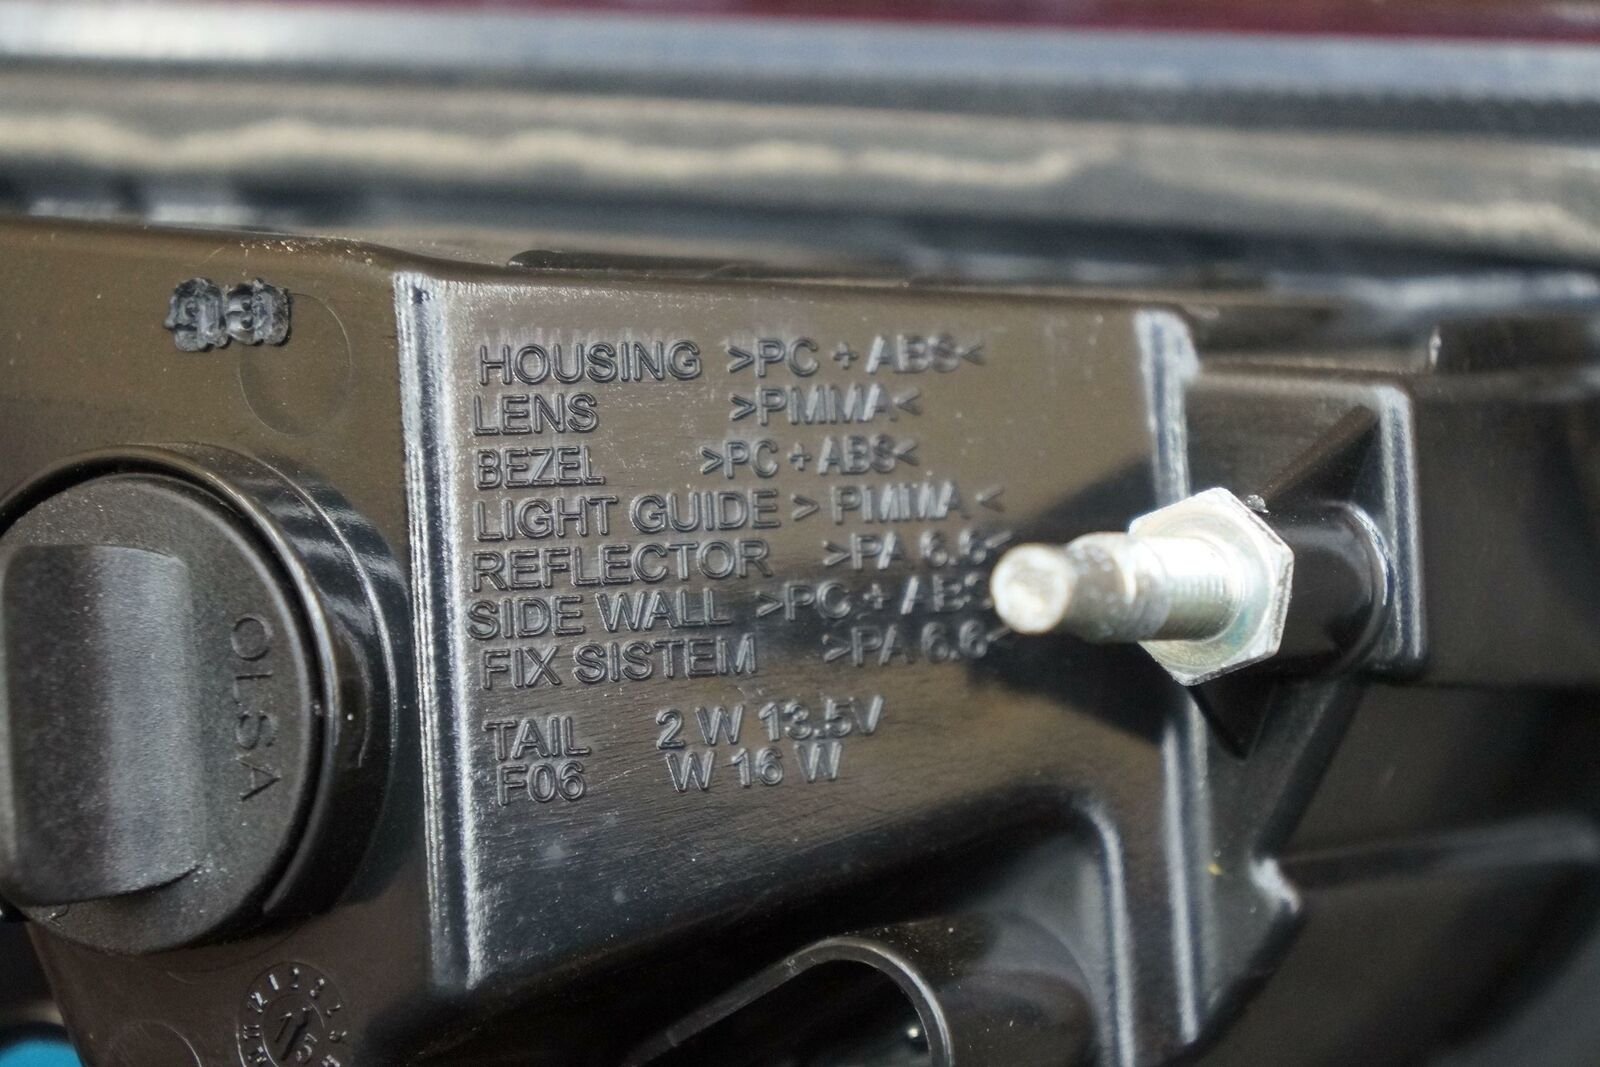 HOUSING >PC + ABS<
LENS >PMMA<
BEZEL >PC + ABS<
LIGHT GUIDE > PMMA <
REFLECTOR >PA 6.6<
SIDE WALL >PC + ABS
FIX SISTEM >PA 6.6<
TAIL 2 W 13.5V
F06 W 16 W
OLSA